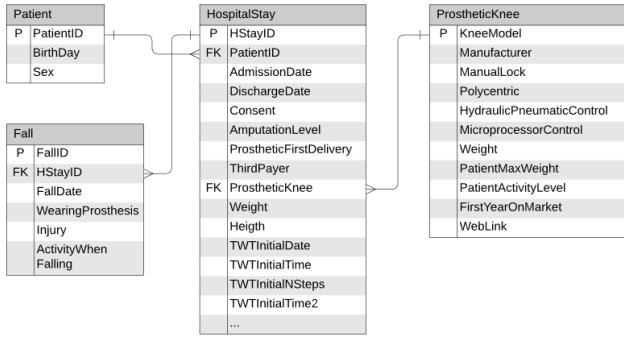 Patient
P PatientID
BirthDay
Sex
Fall
P FallID
FK HStayID
FallDate
WearingProsthesis
Injury
ActivityWhen
Falling
HospitalStay
P HStayID
FK PatientID
AdmissionDate
DischargeDate
Consent
AmputationLevel
ProstheticFirstDelivery
ThirdPayer
FK ProstheticKnee
Weight
Heigth
TWTInitialDate
TWTInitialTime
TWTInitialNSteps
TWTInitialTime2
...
ProstheticKnee
P KneeModel
Manufacturer
ManualLock
Polycentric
HydraulicPneumaticControl
MicroprocessorControl
Weight
PatientMaxWeight
PatientActivityLevel
FirstYearOnMarket
WebLink